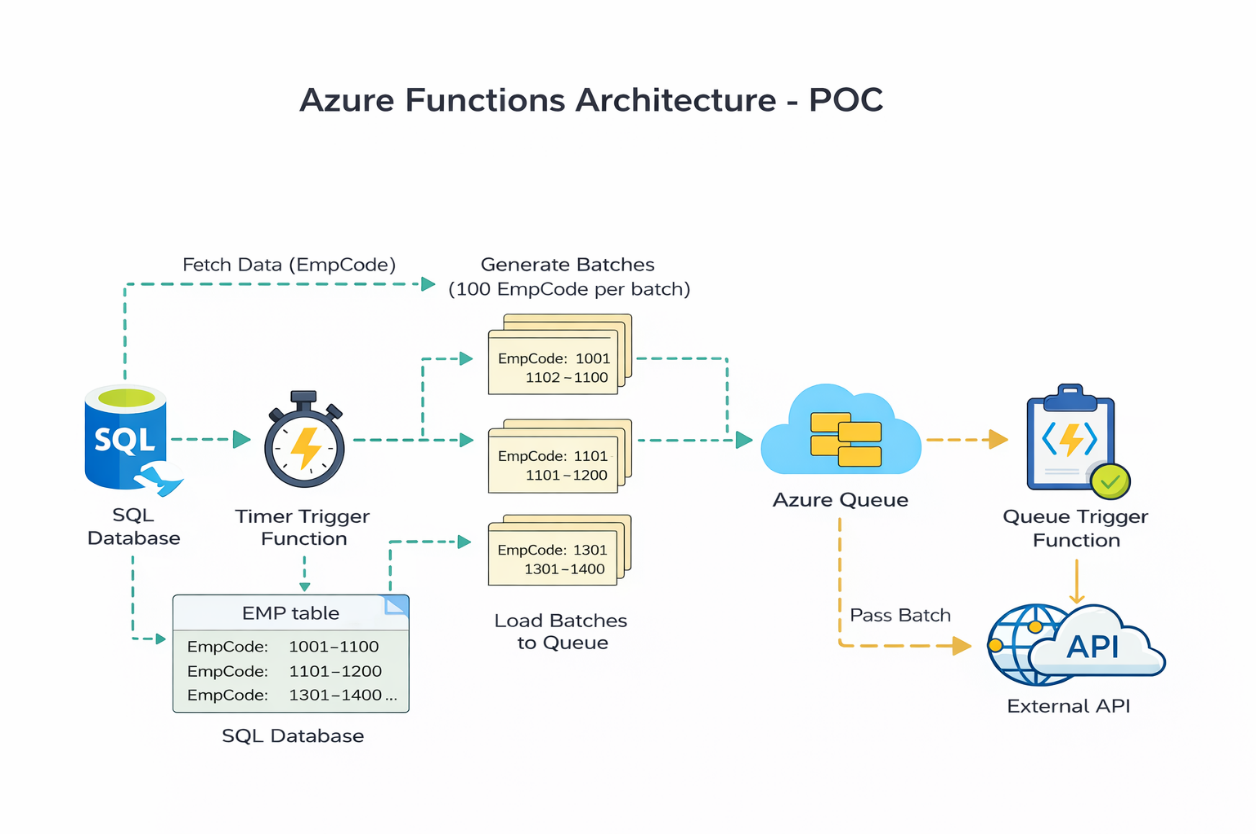 Azure Functions Architecture - POC
Fetch Data (EmpCode)
Generate Batches
(100 EmpCode per batch)
EmpCode: 1001
1102 – 1100
SQL
EmpCode: 1101
1101 – 1200
SQL
Database
Timer Trigger
Function
Azure Queue
Queue Trigger
Function
EmpCode: 1301
1301 – 1400
EMP table
EmpCode: 1001–1100
EmpCode: 1101–1200
EmpCode: 1301–1400...
SQL Database
Load Batches
to Queue
Pass Batch
API
External API